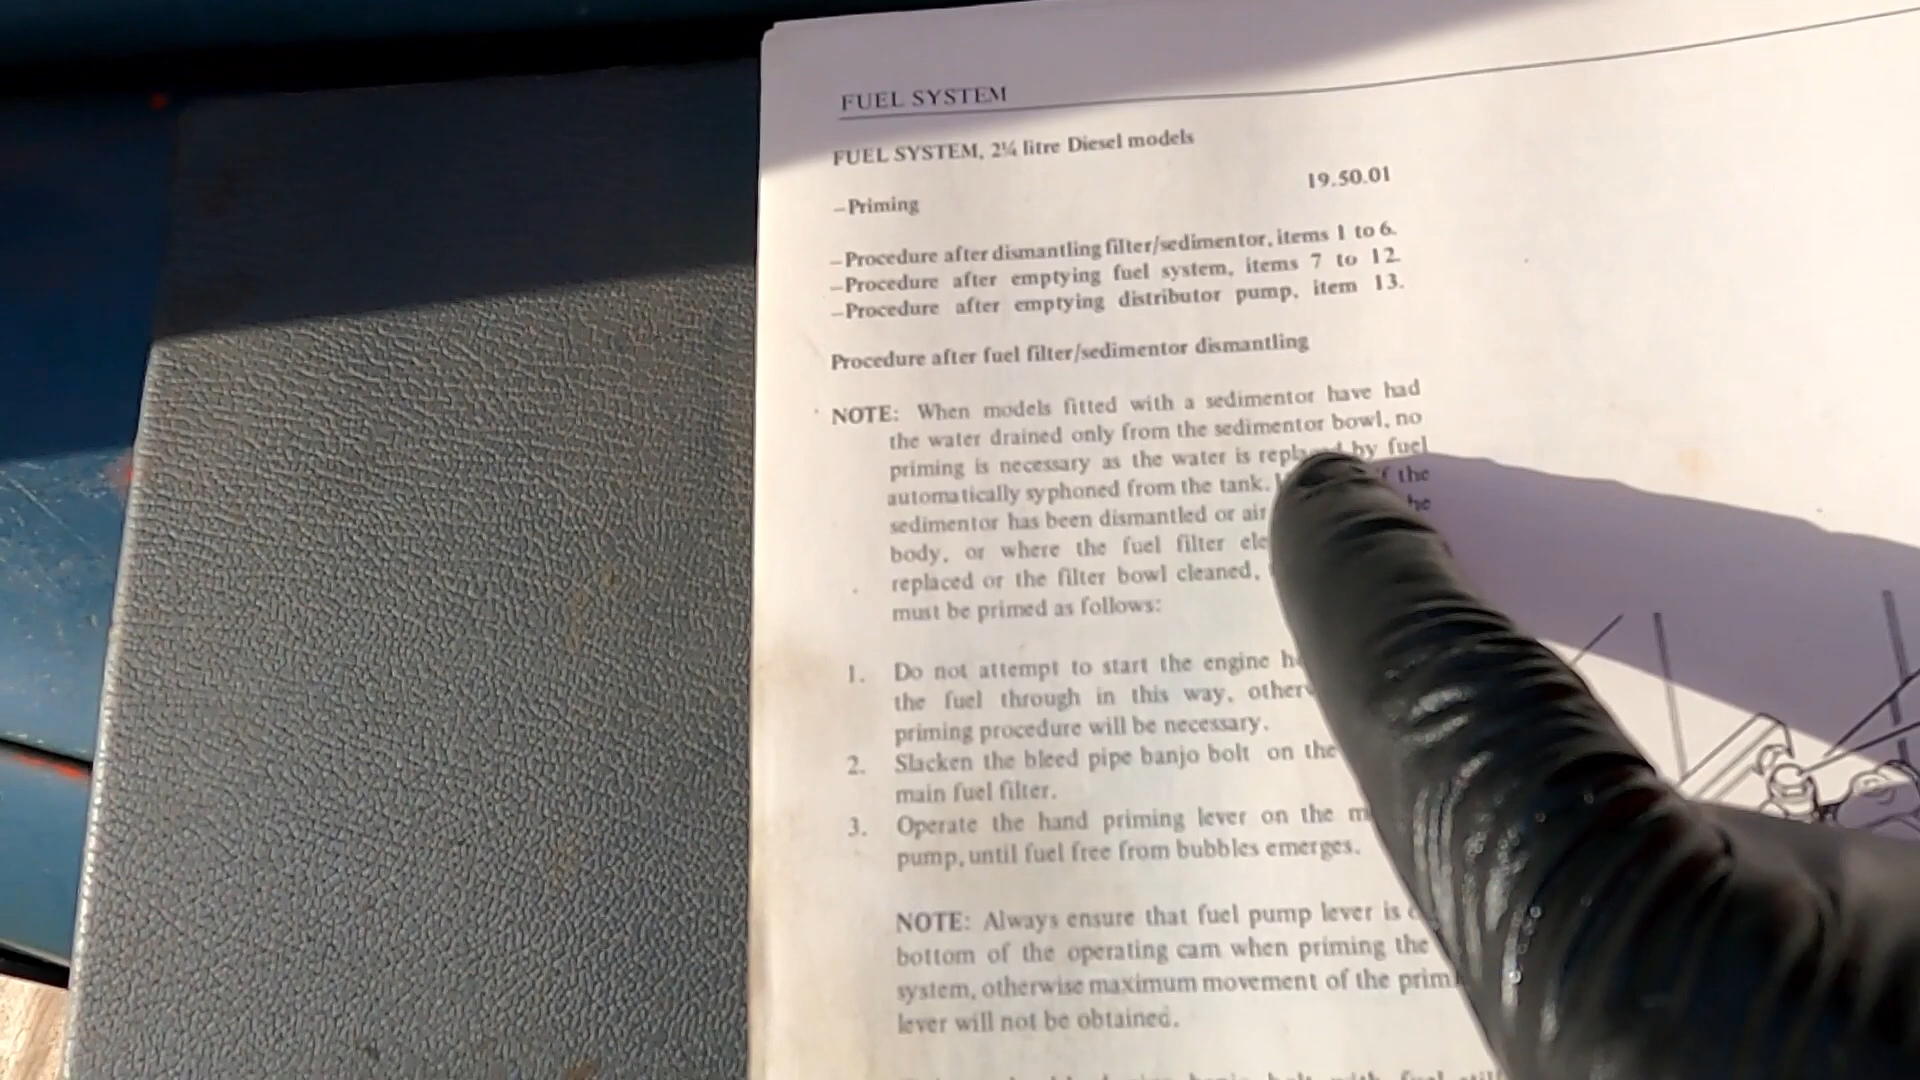 FUEL SYSTEM
FUEL SYSTEM, 2¼ litre Diesel models
19.50.01
–Priming
–Procedure after dismantling filter/sedimentor, items 1 to 6.
–Procedure after emptying fuel system, items 7 to 12.
–Procedure after emptying distributor pump, item 13.
Procedure after fuel filter/sedimentor dismantling
NOTE: When models fitted with a sedimentor have had
the water drained only from the sedimentor bowl, no
priming is necessary as the water is replaced by fuel
automatically syphoned from the tank. the
sedimentor has been dismantled or air
body, or where the fuel filter
replaced or the filter bowl cleaned,
must be primed as follows:
1. Do not attempt to start the engine
the fuel through in this way,
priming procedure will be necessary.
2. Slacken the bleed pipe banjo bolt on the
main fuel filter.
3. Operate the hand priming lever on the
pump, until fuel free from bubbles emerges.
NOTE: Always ensure that fuel pump lever is
bottom of the operating cam when priming the
system, otherwise maximum movement of the
lever will not be obtained.